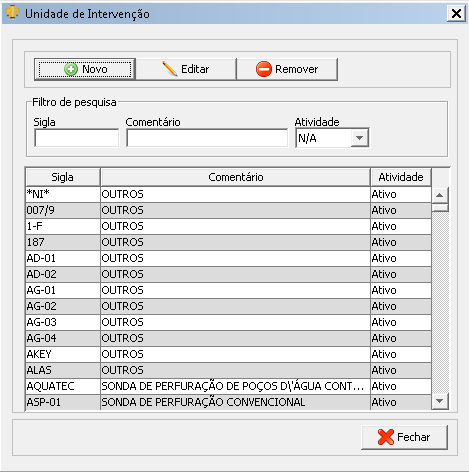 Unidade de Intervenção
Novo Editar Remover
Filtro de pesquisa
Sigla Comentário Atividade
N/A
Sigla Comentário Atividade
*NI* OUTROS Ativo
007/9 OUTROS Ativo
1-F OUTROS Ativo
187 OUTROS Ativo
AD-01 OUTROS Ativo
AD-02 OUTROS Ativo
AG-01 OUTROS Ativo
AG-02 OUTROS Ativo
AG-03 OUTROS Ativo
AG-04 OUTROS Ativo
AKEY OUTROS Ativo
ALAS OUTROS Ativo
AQUATEC SONDA DE PERFURAÇÃO DE POÇOS D\'ÁGUA CONT... Ativo
ASP-01 SONDA DE PERFURAÇÃO CONVENCIONAL Ativo
Fechar